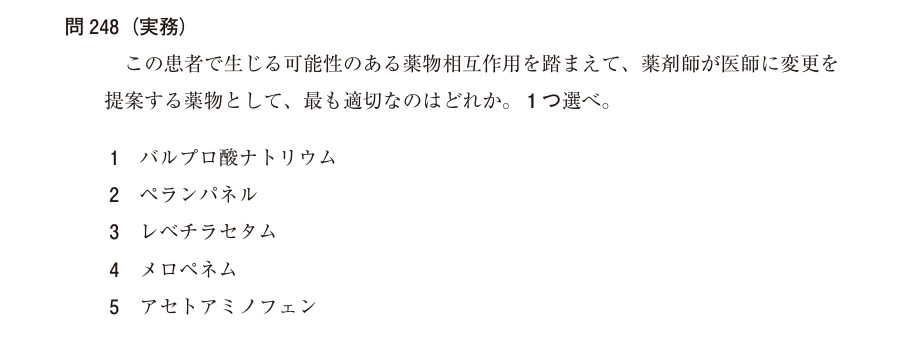 問 248（実務）
この患者で生じる可能性のある薬物相互作用を踏まえて、薬剤師が医師に変更を
提案する薬物として、最も適切なのはどれか。1つ選べ。
1 バルプロ酸ナトリウム
2 ペランパネル
3 レベチラセタム
4 メロペネム
5 アセトアミノフェン